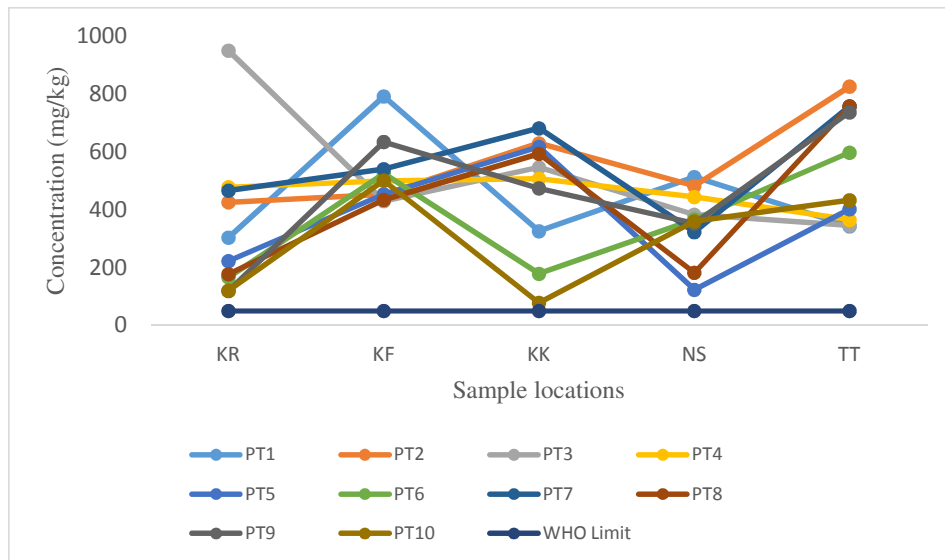 Concentration (mg/kg)
1000
800
600
400
200
0
KR KF KK NS TT
Sample locations
PT1 PT2 PT3 PT4
PT5 PT6 PT7 PT8
PT9 PT10 WHO Limit